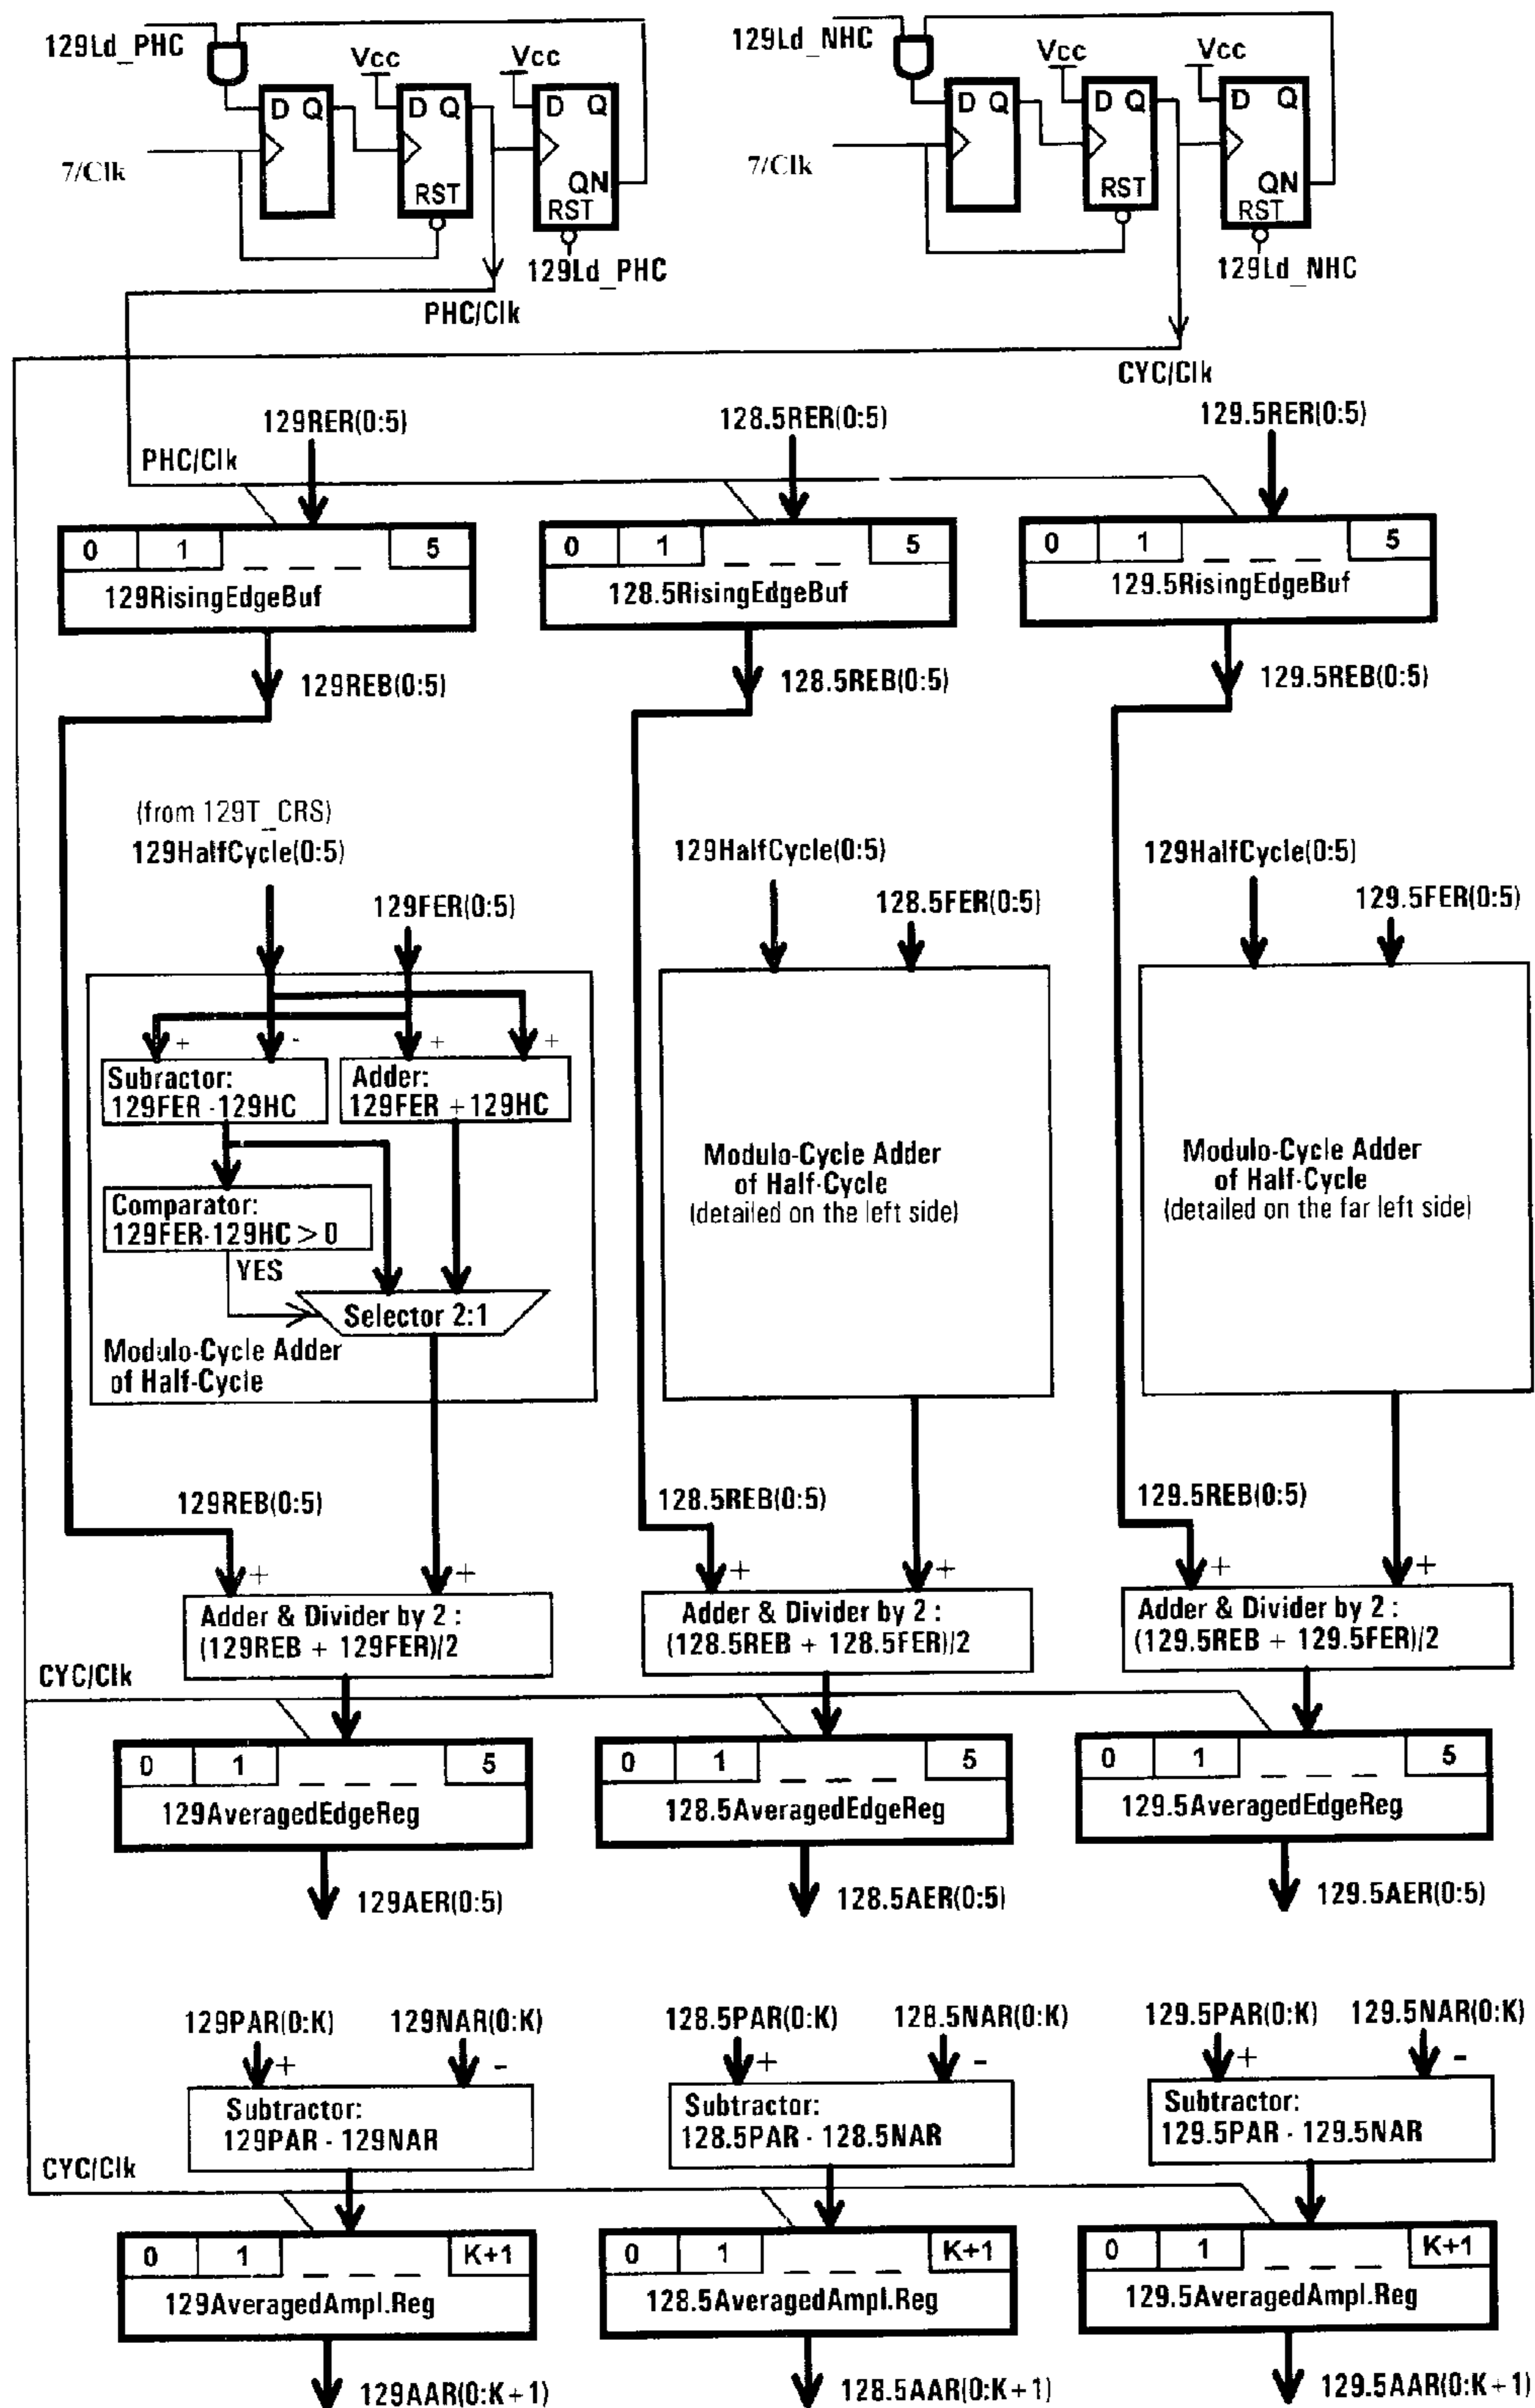 129Ld_PHC
Vcc
Vcc
D Q
D Q
D Q
7/Clk
RST
QN
RST
129Ld_PHC
PHC/Clk
129Ld_NHC
Vcc
Vcc
D Q
D Q
D Q
7/Clk
RST
QN
RST
129Ld_NHC
CYC/Clk
129RER(0:5)
128.5RER(0:5)
129.5RER(0:5)
PHC/Clk
0 1 5
129RisingEdgeBuf
0 1 5
128.5RisingEdgeBuf
0 1 5
129.5RisingEdgeBuf
129REB(0:5)
128.5REB(0:5)
129.5REB(0:5)
(from 129T_CRS)
129HalfCycle(0:5)
129FER(0:5)
129HalfCycle(0:5)
128.5FER(0:5)
129HalfCycle(0:5)
129.5FER(0:5)
+ - + +
Subractor:
129FER -129HC
Adder:
129FER +129HC
Comparator:
129FER-129HC > 0
YES
Selector 2:1
Modulo-Cycle Adder
of Half-Cycle
Modulo-Cycle Adder
of Half-Cycle
(detailed on the left side)
Modulo-Cycle Adder
of Half-Cycle
(detailed on the far left side)
129REB(0:5)
128.5REB(0:5)
129.5REB(0:5)
+ +
+ +
+ +
Adder & Divider by 2 :
(129REB + 129FER)/2
Adder & Divider by 2 :
(128.5REB + 128.5FER)/2
Adder & Divider by 2 :
(129.5REB + 129.5FER)/2
CYC/Clk
0 1 5
129AveragedEdgeReg
0 1 5
128.5AveragedEdgeReg
0 1 5
129.5AveragedEdgeReg
129AER(0:5)
128.5AER(0:5)
129.5AER(0:5)
129PAR(0:K) 129NAR(0:K)
128.5PAR(0:K) 128.5NAR(0:K)
129.5PAR(0:K) 129.5NAR(0:K)
+ -
+ -
+ -
Subtractor:
129PAR - 129NAR
Subtractor:
128.5PAR - 128.5NAR
Subtractor:
129.5PAR - 129.5NAR
CYC/Clk
0 1 K+1
129AveragedAmpl.Reg
0 1 K+1
128.5AveragedAmpl.Reg
0 1 K+1
129.5AveragedAmpl.Reg
129AAR(0:K+1)
128.5AAR(0:K+1)
129.5AAR(0:K+1)